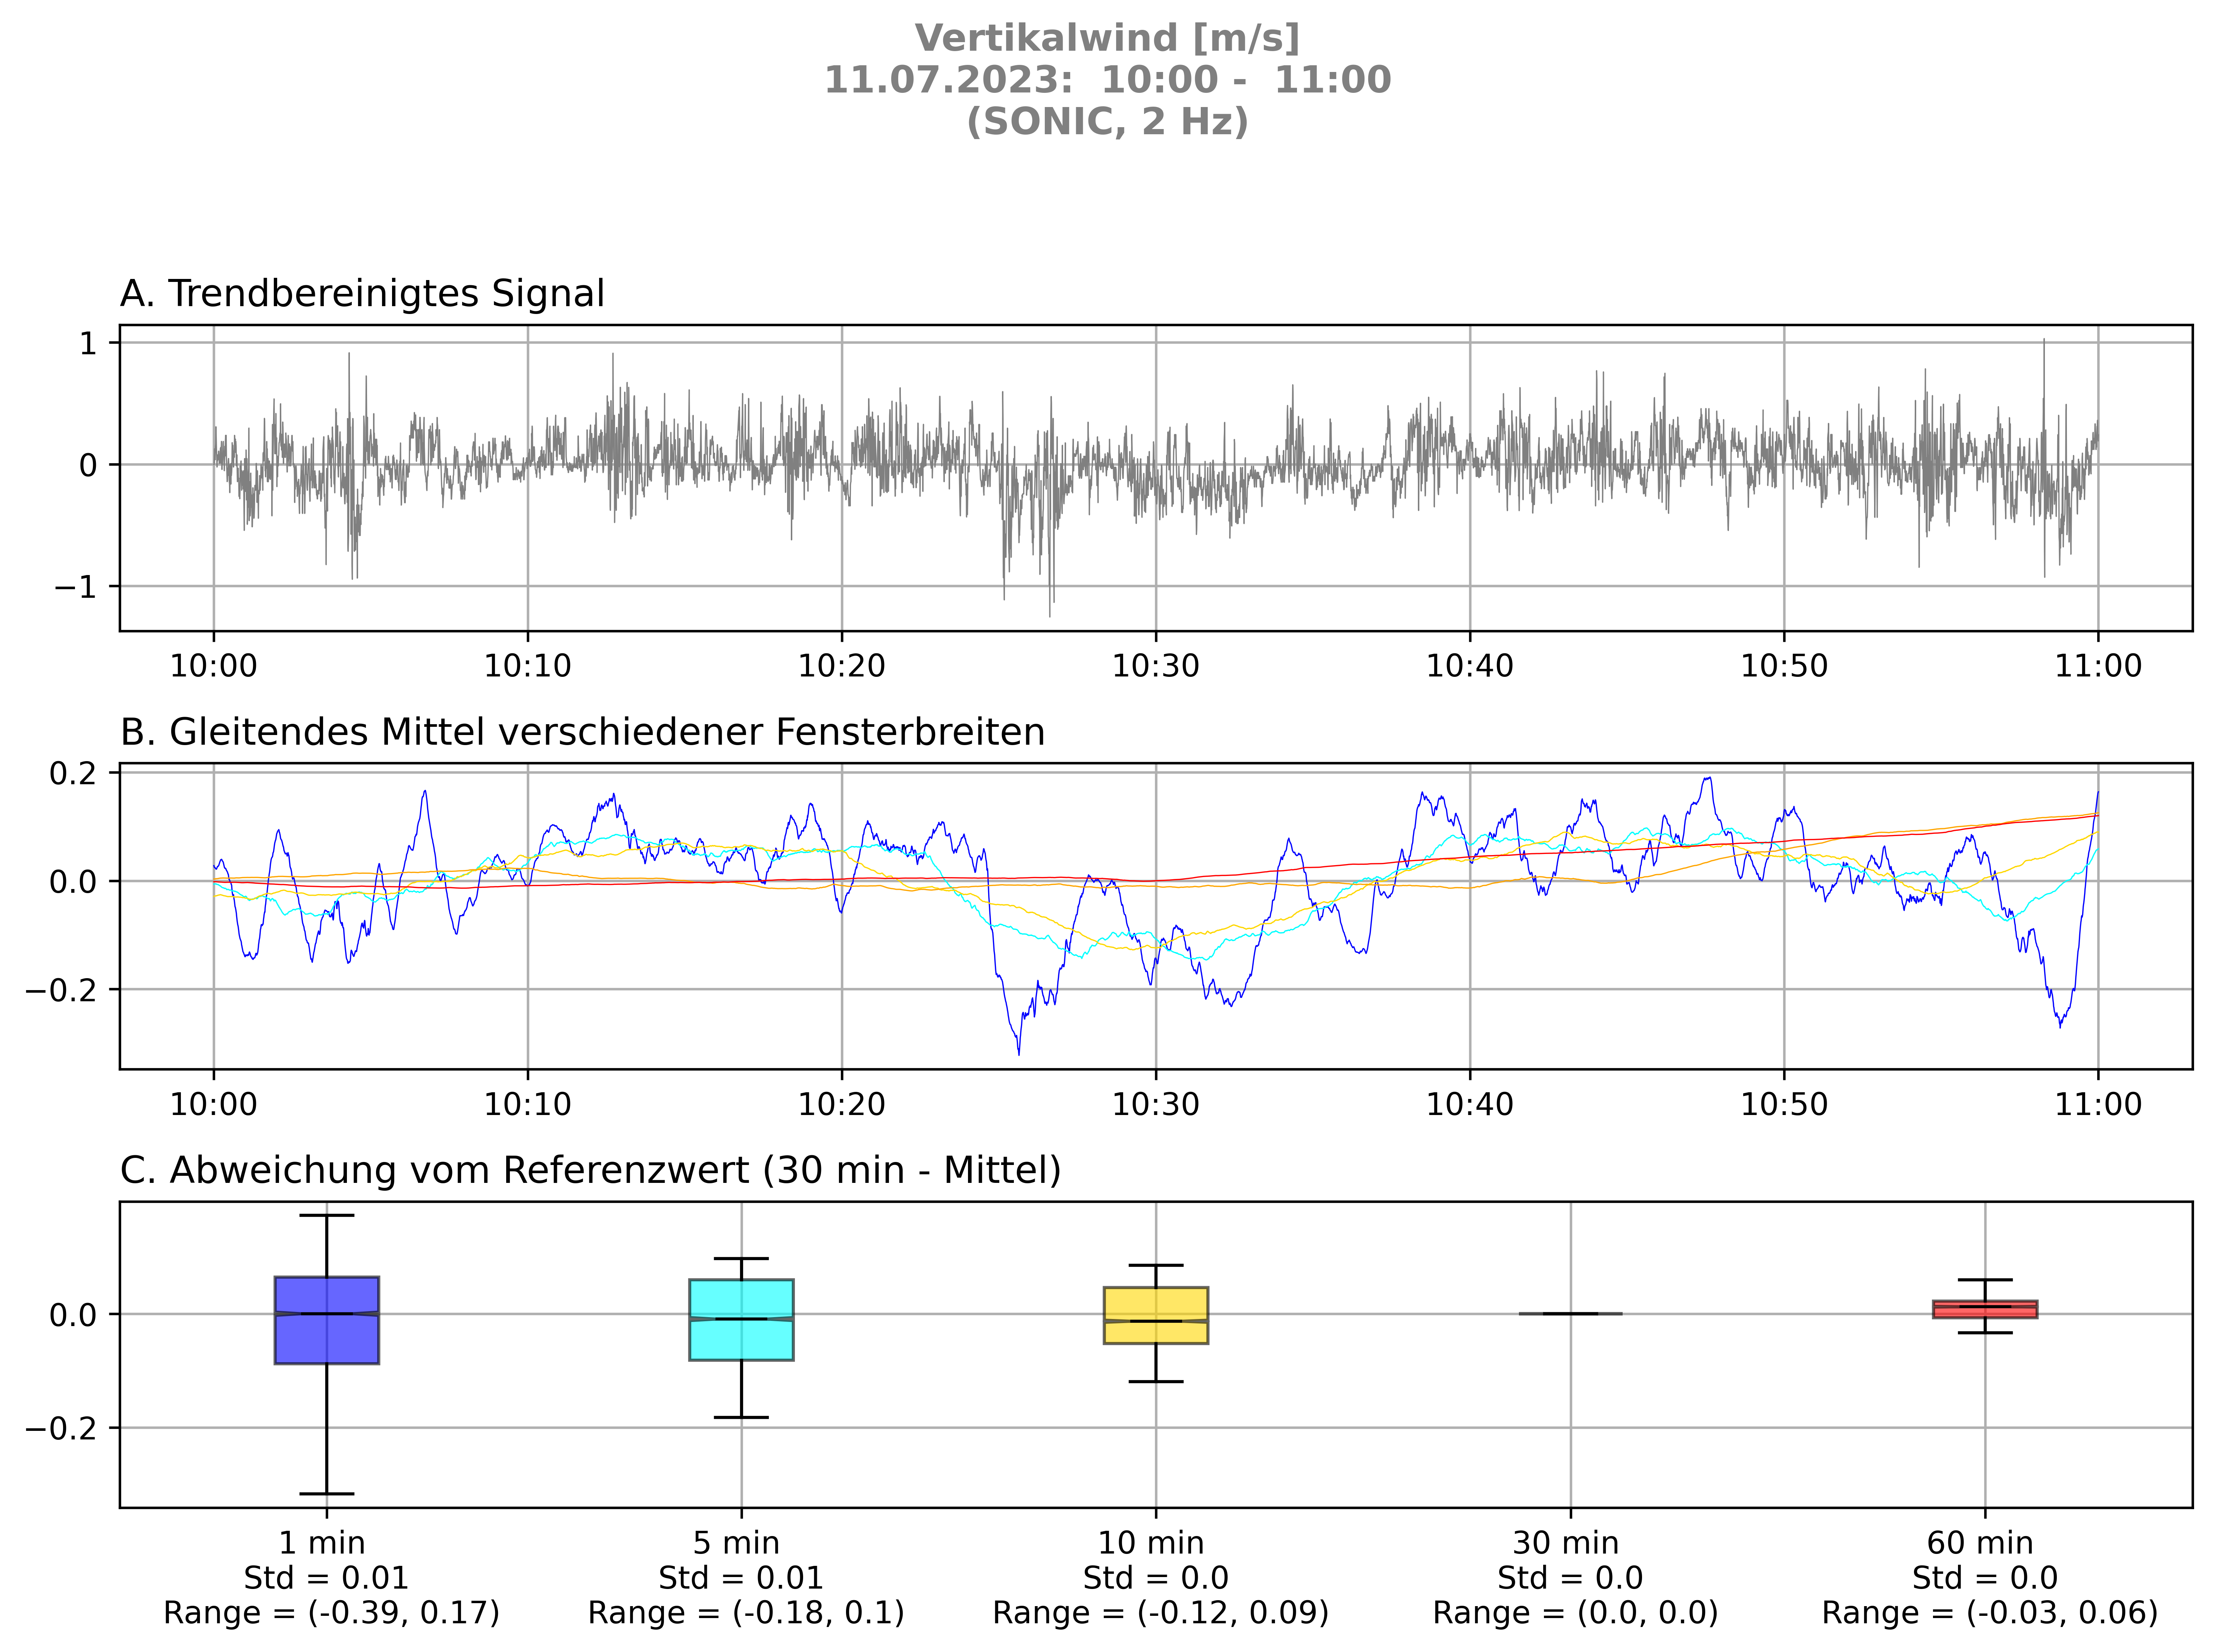 Vertikalwind [m/s]
11.07.2023:  10:00 -  11:00
(SONIC, 2 Hz)
A. Trendbereinigtes Signal
1
0
−1
10:00 10:10 10:20 10:30 10:40 10:50 11:00
B. Gleitendes Mittel verschiedener Fensterbreiten
0.2
0.0
−0.2
10:00 10:10 10:20 10:30 10:40 10:50 11:00
C. Abweichung vom Referenzwert (30 min - Mittel)
0.0
−0.2
1 min 5 min 10 min 30 min 60 min
Std = 0.01 Std = 0.01 Std = 0.0 Std = 0.0 Std = 0.0
Range = (-0.39, 0.17) Range = (-0.18, 0.1) Range = (-0.12, 0.09) Range = (0.0, 0.0) Range = (-0.03, 0.06)